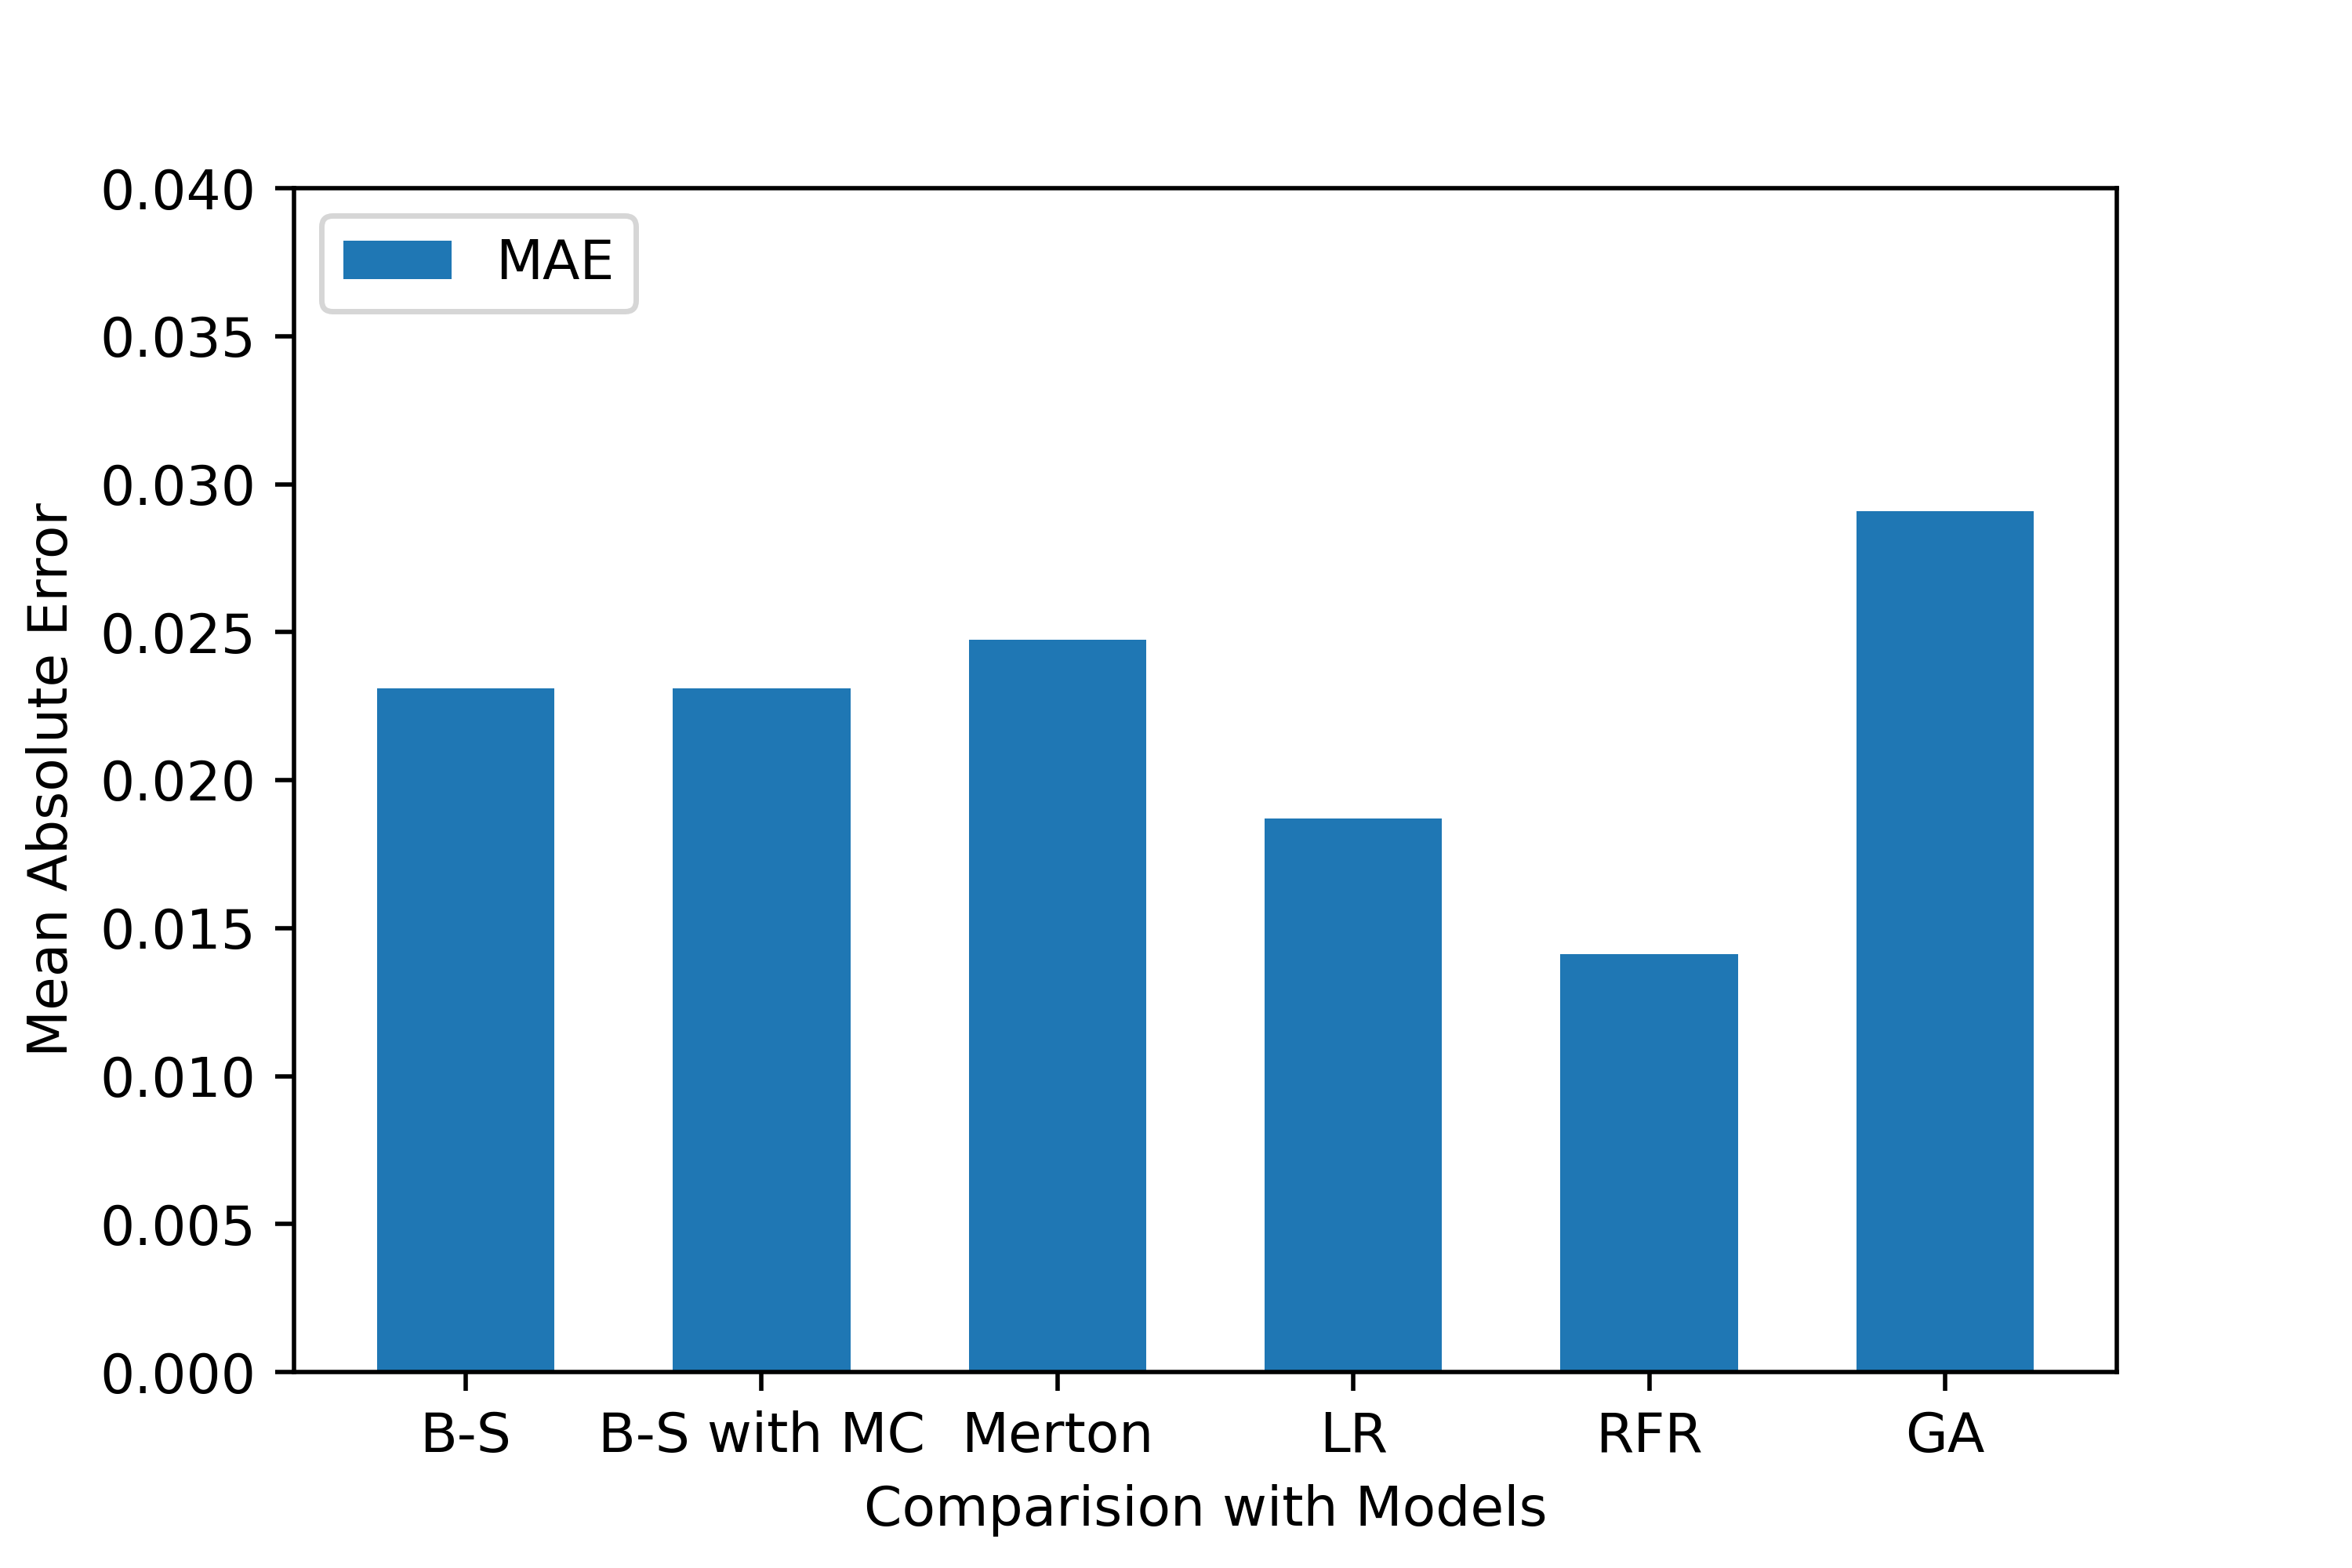 0.040
0.035
0.030
0.025
0.020
0.015
0.010
0.005
0.000
Mean Absolute Error
MAE
B-S
B-S with MC
Merton
LR
RFR
GA
Comparision with Models